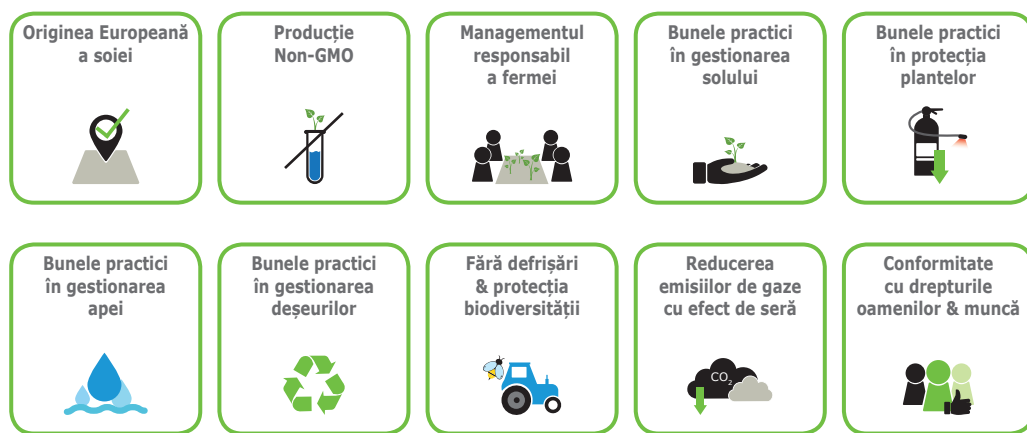 Originea Europeană
a soiei
Producție
Non-GMO
Managementul
responsabil
a fermei
Bunele practici
în gestionarea
solului
Bunele practici
în protecția
plantelor
Bunele practici
în gestionarea
apei
Bunele practici
în gestionarea
deșeurilor
Fără defrișări
& protecția
biodiversității
Reducerea
emisiilor de gaze
cu efect de seră
CO₂
Conformitate
cu drepturile
oamenilor & muncă